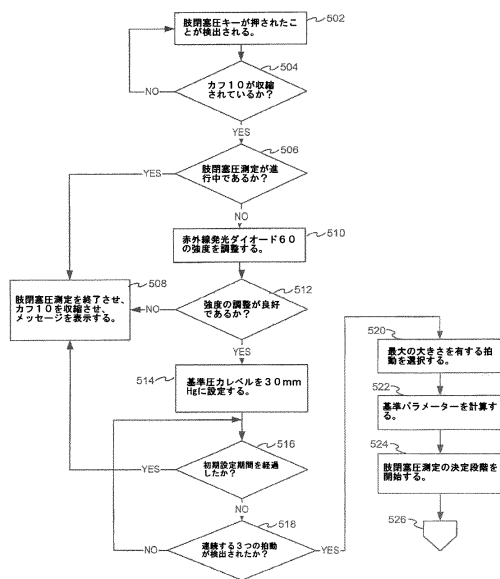 肢閉塞圧キーが押されたこ
とが検出される。
502
504
カフ10が収縮
されているか?
NO
YES
506
肢閉塞圧測定が進
行中であるか?
YES
NO
510
赤外線発光ダイオード60
の強度を調整する。
508
肢閉塞圧測定を終了させ、
カフ10を収縮させ、
メッセージを表示する。
512
強度の調整が良好
であるか?
NO
YES
514
基準圧力レベルを30mm
Hgに設定する。
516
初期設定期間を経過
したか?
YES
NO
518
連続する3つの拍動
が検出されたか?
NO
YES
520
最大の大きさを有する拍
動を選択する。
522
基準パラメーターを計算す
る。
524
肢閉塞圧測定の決定段階を
開始する。
526